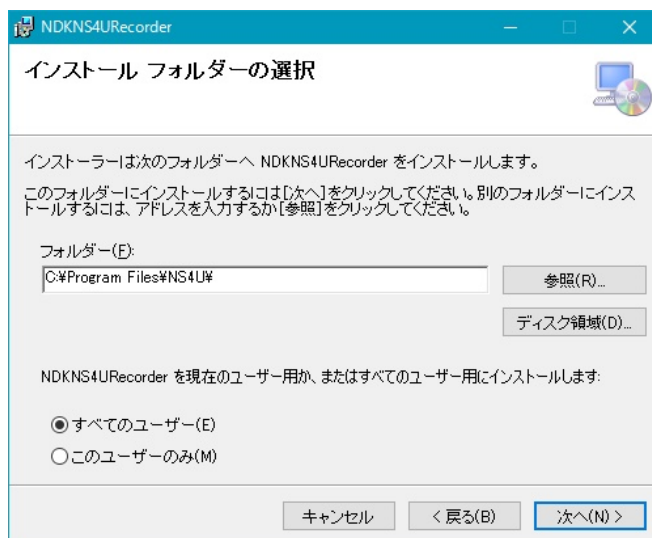 NDKNS4URecorder
インストール フォルダーの選択
インストーラーは次のフォルダーへ NDKNS4URecorder をインストールします。
このフォルダーにインストールするには[次へ]をクリックしてください。別のフォルダーにインス
トールするには、アドレスを入力するか[参照]をクリックしてください。
フォルダー(F):
C:¥Program Files¥NS4U¥
参照(R)...
ディスク領域(D)...
NDKNS4URecorder を現在のユーザー用か、またはすべてのユーザー用にインストールします:
すべてのユーザー(E)
このユーザーのみ(M)
キャンセル
< 戻る(B)
次へ(N) >